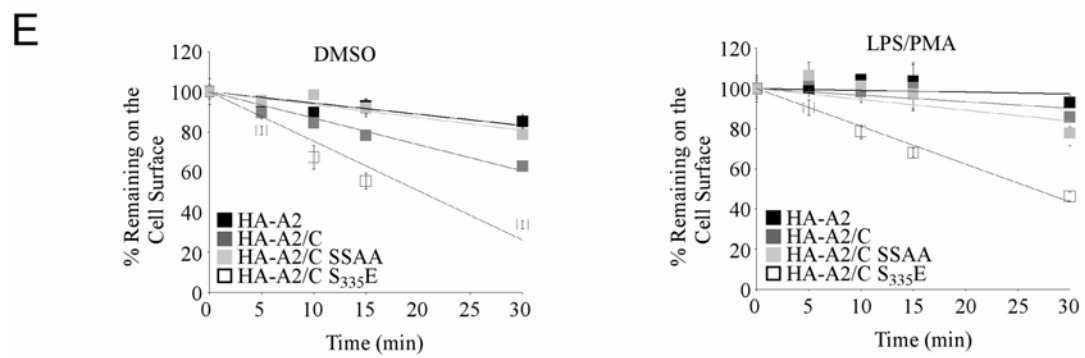 E
DMSO
% Remaining on the
Cell Surface
120
100
80
60
40
20
0
HA-A2
HA-A2/C
HA-A2/C SSAA
HA-A2/C S₃₃₅E
0 5 10 15 20 25 30
Time (min)
LPS/PMA
% Remaining on the
Cell Surface
120
100
80
60
40
20
0
HA-A2
HA-A2/C
HA-A2/C SSAA
HA-A2/C S₃₃₅E
0 5 10 15 20 25 30
Time (min)